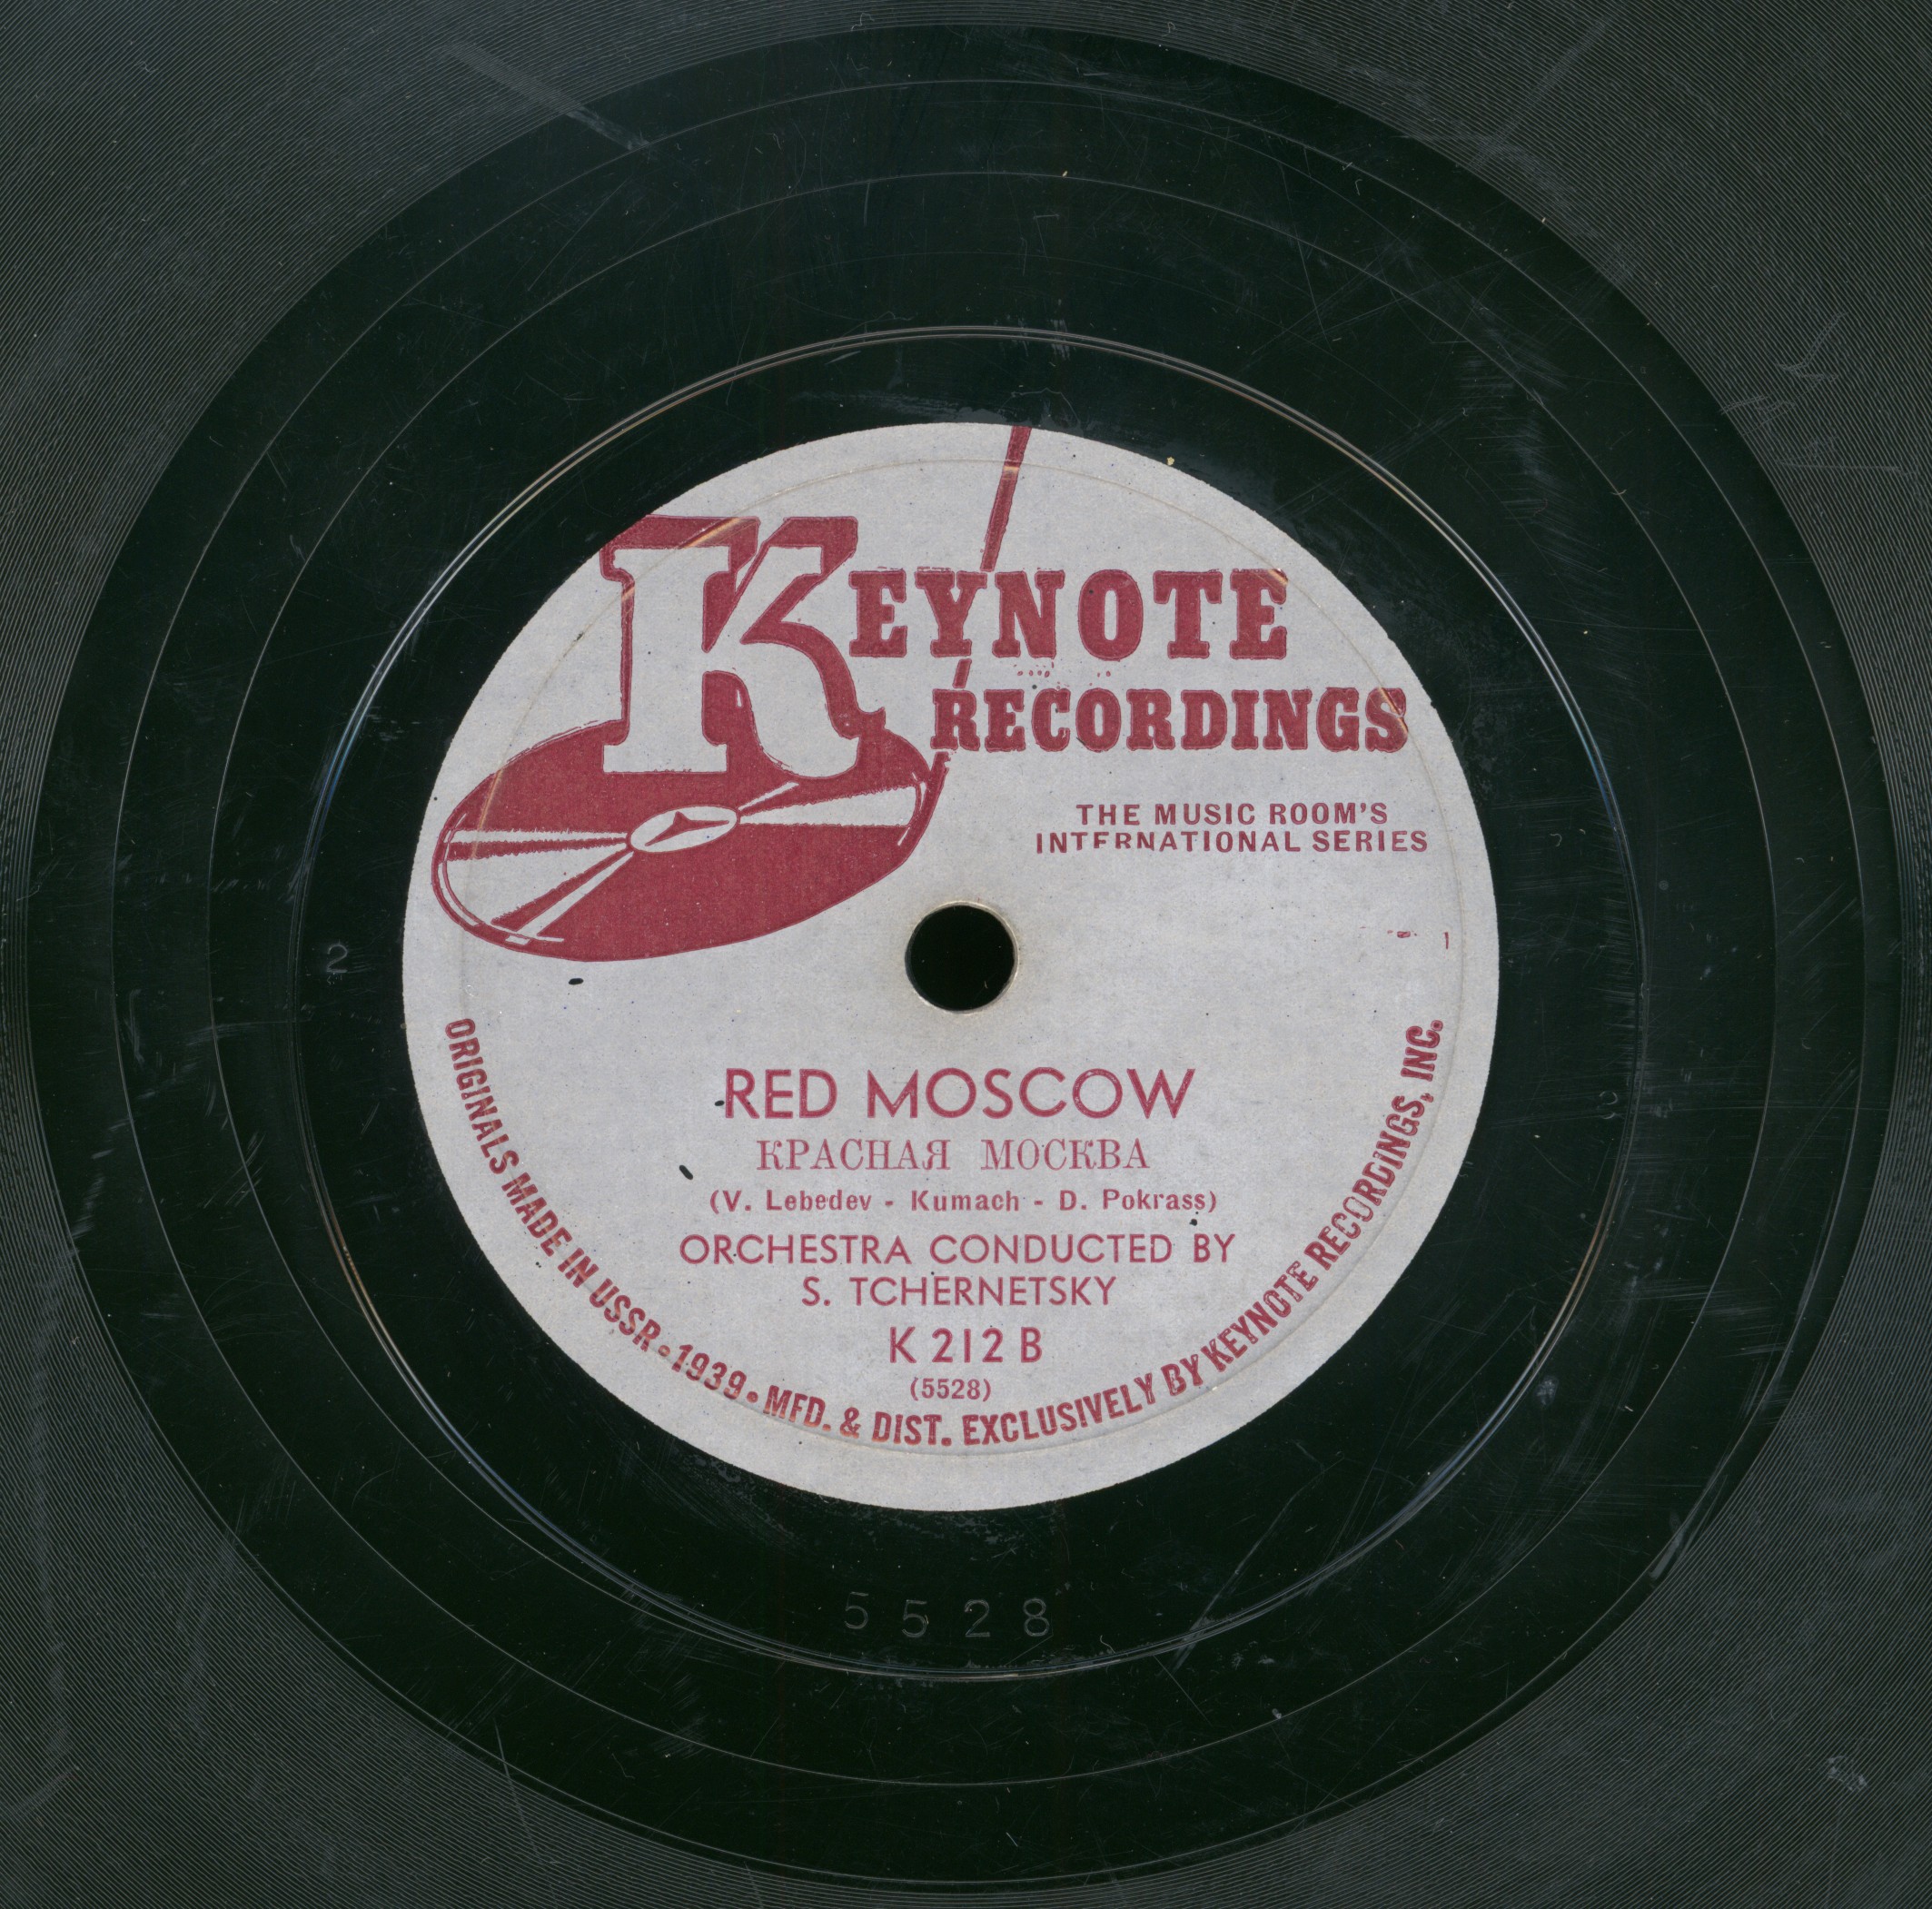 KEYNOTE
RECORDINGS
THE MUSIC ROOM'S
INTERNATIONAL SERIES
RED MOSCOW
КРАСНАЯ МОСКВА
(V. Lebedev - Kumach - D. Pokrass)
ORCHESTRA CONDUCTED BY
S. TCHERNETSKY
K 212 B
(5528)
ORIGINALS MADE IN USSR • 1939 • MFD. & DIST. EXCLUSIVELY BY KEYNOTE RECORDINGS, INC.
2
5528